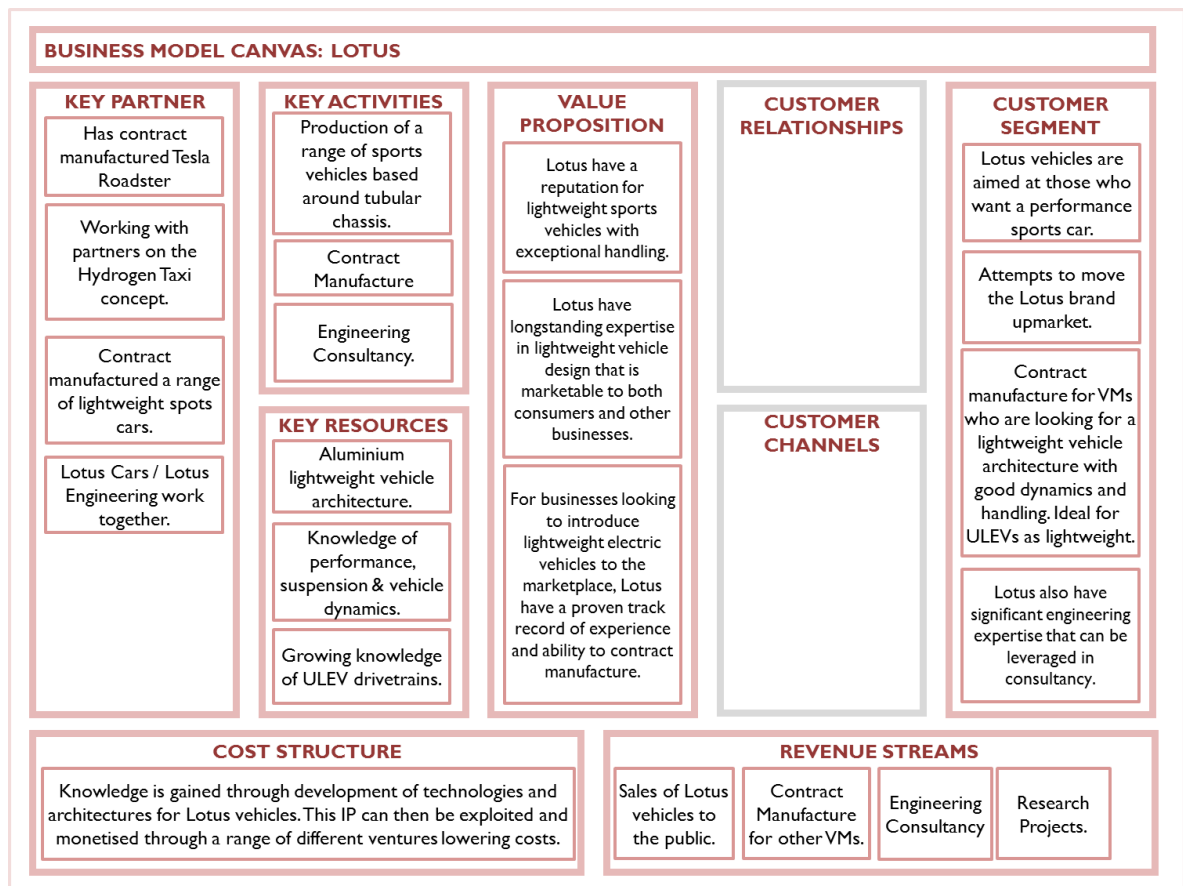 BUSINESS MODEL CANVAS: LOTUS
KEY PARTNER
Has contract
manufactured Tesla
Roadster
Working with
partners on the
Hydrogen Taxi
concept.
Contract
manufactured a range
of lightweight spots
cars.
Lotus Cars / Lotus
Engineering work
together.
KEY ACTIVITIES
Production of a
range of sports
vehicles based
around tubular
chassis.
Contract
Manufacture
Engineering
Consultancy.
KEY RESOURCES
Aluminium
lightweight vehicle
architecture.
Knowledge of
performance,
suspension & vehicle
dynamics.
Growing knowledge
of ULEV drivetrains.
VALUE
PROPOSITION
Lotus have a
reputation for
lightweight sports
vehicles with
exceptional handling.
Lotus have
longstanding expertise
in lightweight vehicle
design that is
marketable to both
consumers and other
businesses.
For businesses looking
to introduce
lightweight electric
vehicles to the
marketplace, Lotus
have a proven track
record of experience
and ability to contract
manufacture.
CUSTOMER
RELATIONSHIPS
CUSTOMER
CHANNELS
CUSTOMER
SEGMENT
Lotus vehicles are
aimed at those who
want a performance
sports car.
Attempts to move
the Lotus brand
upmarket.
Contract
manufacture for VMs
who are looking for a
lightweight vehicle
architecture with
good dynamics and
handling. Ideal for
ULEVs as lightweight.
Lotus also have
significant engineering
expertise that can be
leveraged in
consultancy.
COST STRUCTURE
Knowledge is gained through development of technologies and
architectures for Lotus vehicles. This IP can then be exploited and
monetised through a range of different ventures lowering costs.
REVENUE STREAMS
Sales of Lotus
vehicles to
the public.
Contract
Manufacture
for other VMs.
Engineering
Consultancy
Research
Projects.